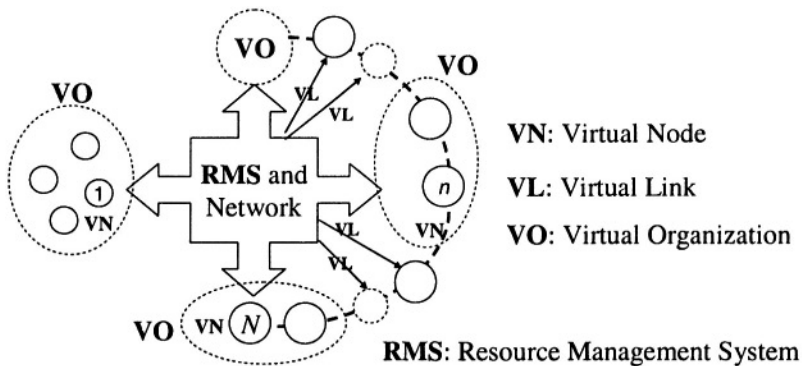 VO
VO
VL
VL
VO
1
VN
RMS and
Network
n
VN
VL
VL
VO
VN
N
VN: Virtual Node
VL: Virtual Link
VO: Virtual Organization
RMS: Resource Management System